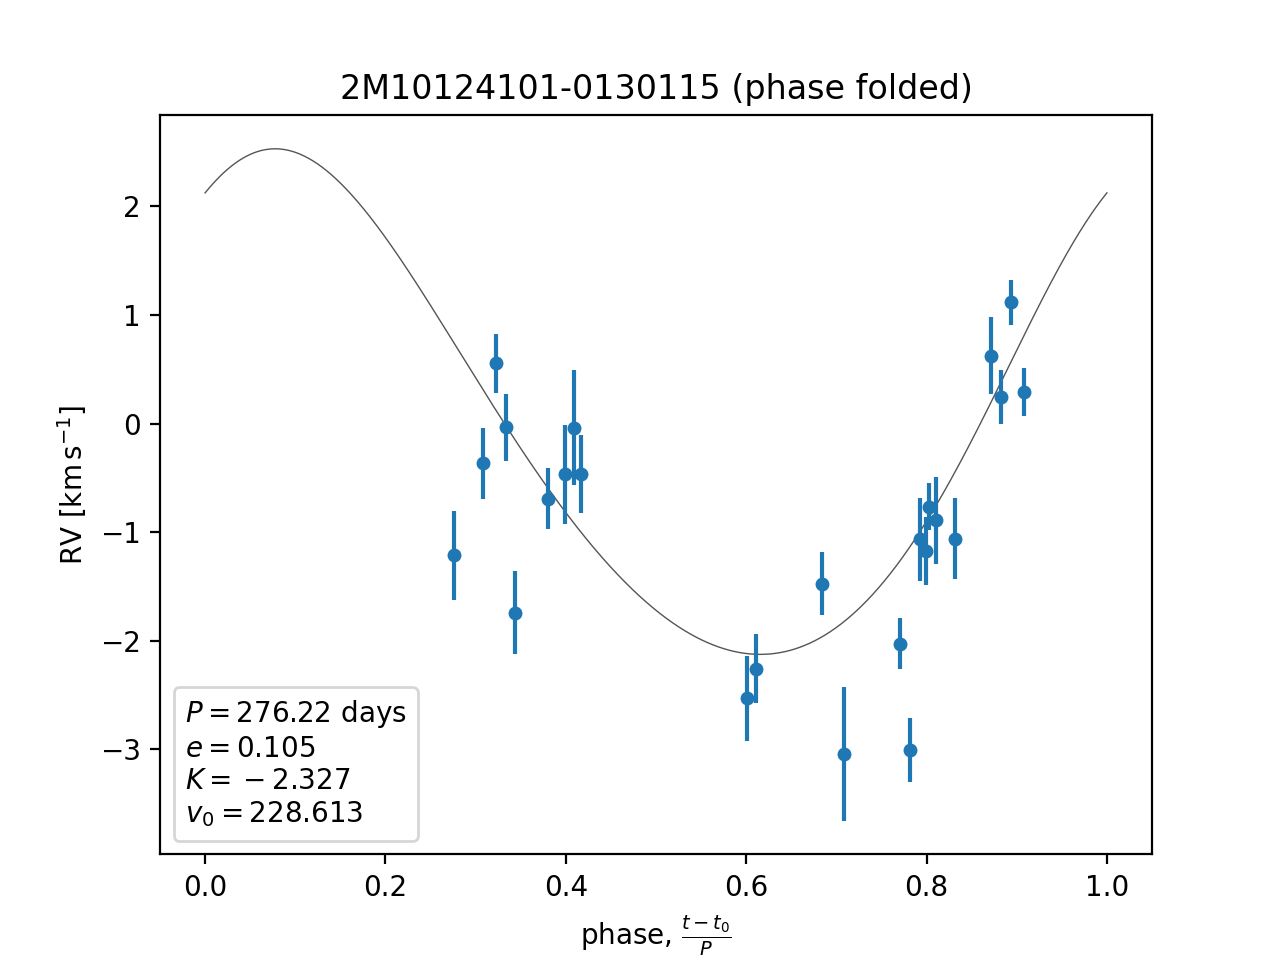 2M10124101-0130115 (phase folded)
2
1
0
−1
−2
−3
RV [km s⁻¹]
P = 276.22 days
e = 0.105
K = −2.327
v₀ = 228.613
0.0 0.2 0.4 0.6 0.8 1.0
phase, (t − t₀)/P